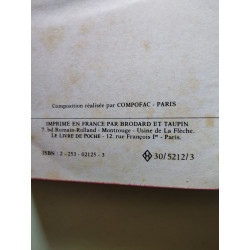 Composition réalisée par COMPOFAC - PARIS
IMPRIMÉ EN FRANCE PAR BRODARD ET TAUPIN
7, bd Romain-Rolland - Montrouge - Usine de La Flèche.
LE LIVRE DE POCHE - 12, rue François Iᵉʳ - Paris.
ISBN : 2 - 253 - 02125 - 3
H 30/5212/3